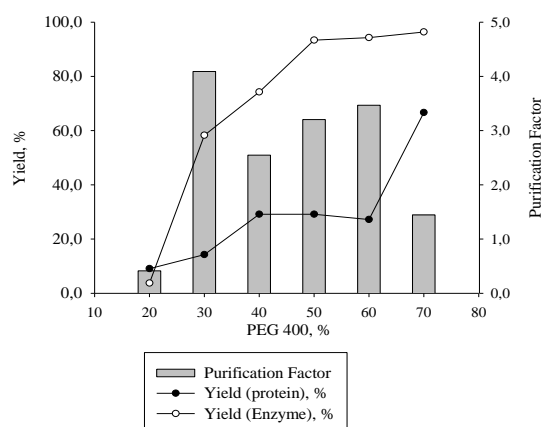 100,0
80,0
60,0
40,0
20,0
0,0
Yield, %
5,0
4,0
3,0
2,0
1,0
0,0
Purification Factor
10 20 30 40 50 60 70 80
PEG 400, %
Purification Factor
Yield (protein), %
Yield (Enzyme), %